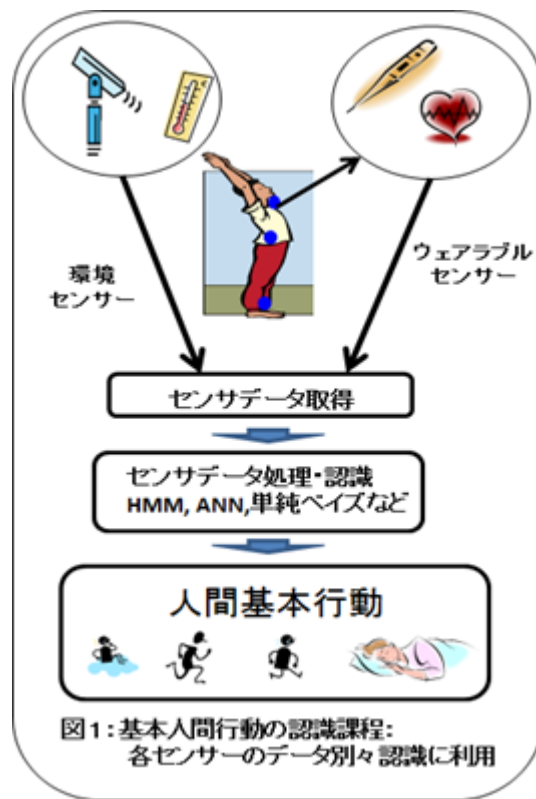 環境
センサー
ウェアラブル
センサー
センサデータ取得
センサデータ処理・認識
HMM, ANN,単純ベイズなど
人間基本行動
図1:基本人間行動の認識課程:
各センサーのデータ別々認識に利用